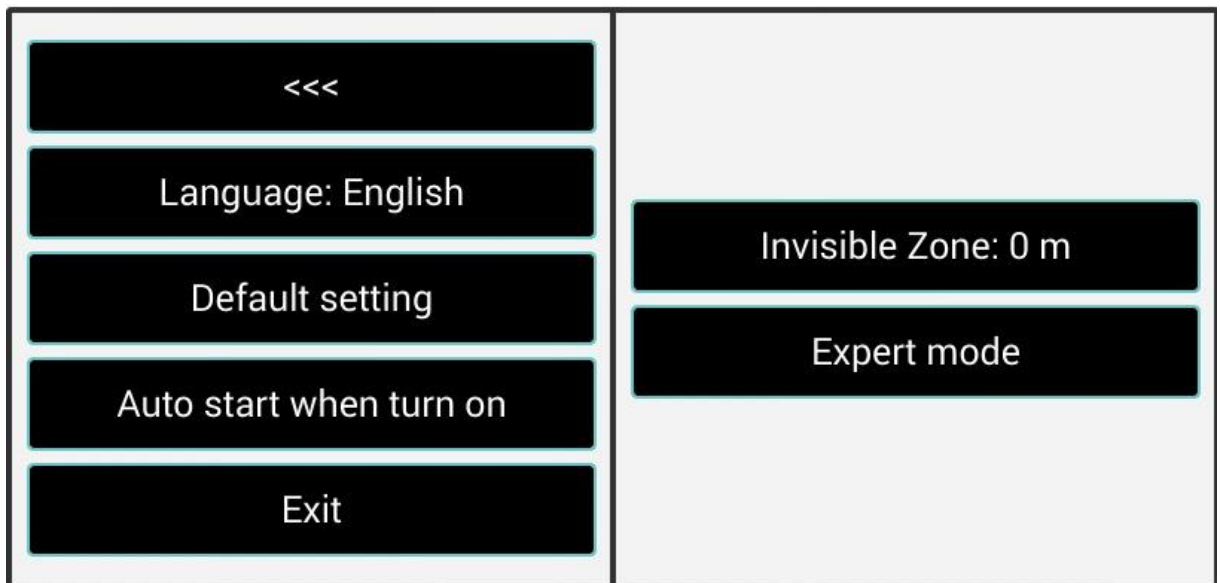 <<<
Language: English
Default setting
Auto start when turn on
Exit
Invisible Zone: 0 m
Expert mode